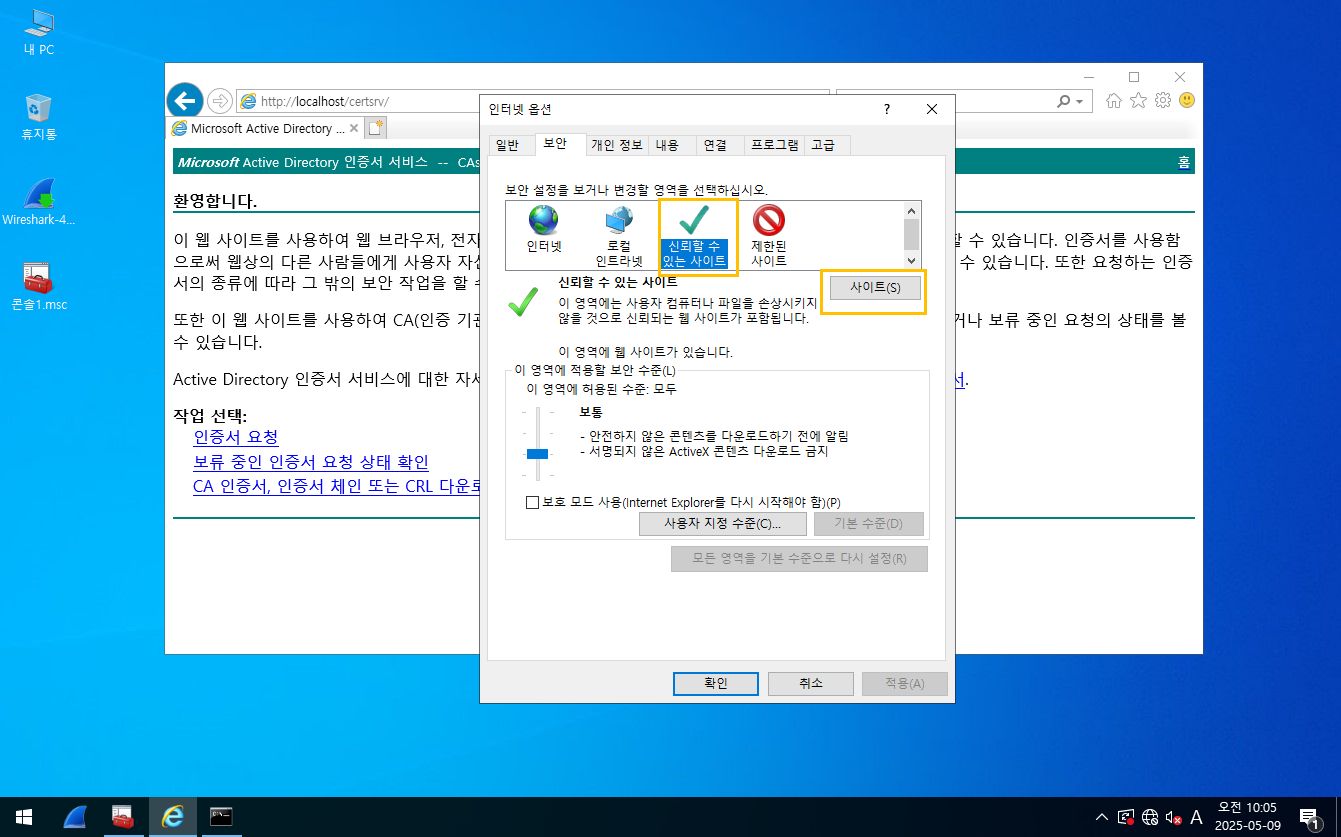 내 PC
휴지통
Wireshark-4...
콘솔1.msc
http://localhost/certsrv/
Microsoft Active Directory ...
Microsoft Active Directory 인증서 서비스 -- CAs
홈
환영합니다.
이 웹 사이트를 사용하여 웹 브라우저, 전자
할 수 있습니다. 인증서를 사용함
으로써 웹상의 다른 사람들에게 사용자 자신
수 있습니다. 또한 요청하는 인증
서의 종류에 따라 그 밖의 보안 작업을 할 수
또한 이 웹 사이트를 사용하여 CA(인증 기관
거나 보류 중인 요청의 상태를 볼
수 있습니다.
Active Directory 인증서 서비스에 대한 자세
서.
작업 선택:
인증서 요청
보류 중인 인증서 요청 상태 확인
CA 인증서, 인증서 체인 또는 CRL 다운로
인터넷 옵션
?
일반
보안
개인 정보
내용
연결
프로그램
고급
보안 설정을 보거나 변경할 영역을 선택하십시오.
인터넷
로컬
인트라넷
신뢰할 수
있는 사이트
제한된
사이트
신뢰할 수 있는 사이트
사이트(S)
이 영역에는 사용자 컴퓨터나 파일을 손상시키지
않을 것으로 신뢰되는 웹 사이트가 포함됩니다.
이 영역에 웹 사이트가 있습니다.
이 영역에 적용할 보안 수준(L)
이 영역에 허용된 수준: 모두
보통
- 안전하지 않은 콘텐츠를 다운로드하기 전에 알림
- 서명되지 않은 ActiveX 콘텐츠 다운로드 금지
보호 모드 사용(Internet Explorer를 다시 시작해야 함)(P)
사용자 지정 수준(C)...
기본 수준(D)
모든 영역을 기본 수준으로 다시 설정(R)
확인
취소
적용(A)
A
오전 10:05
2025-05-09
1